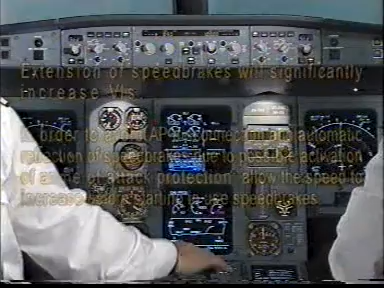 Extension of speedbrakes will significantly
increase Vls.
In order to avoid AP disconnection and automatic
retraction of speedbrakes due to possible activation
of angle of attack protection, allow the speed to
increase before starting to use speedbrakes.